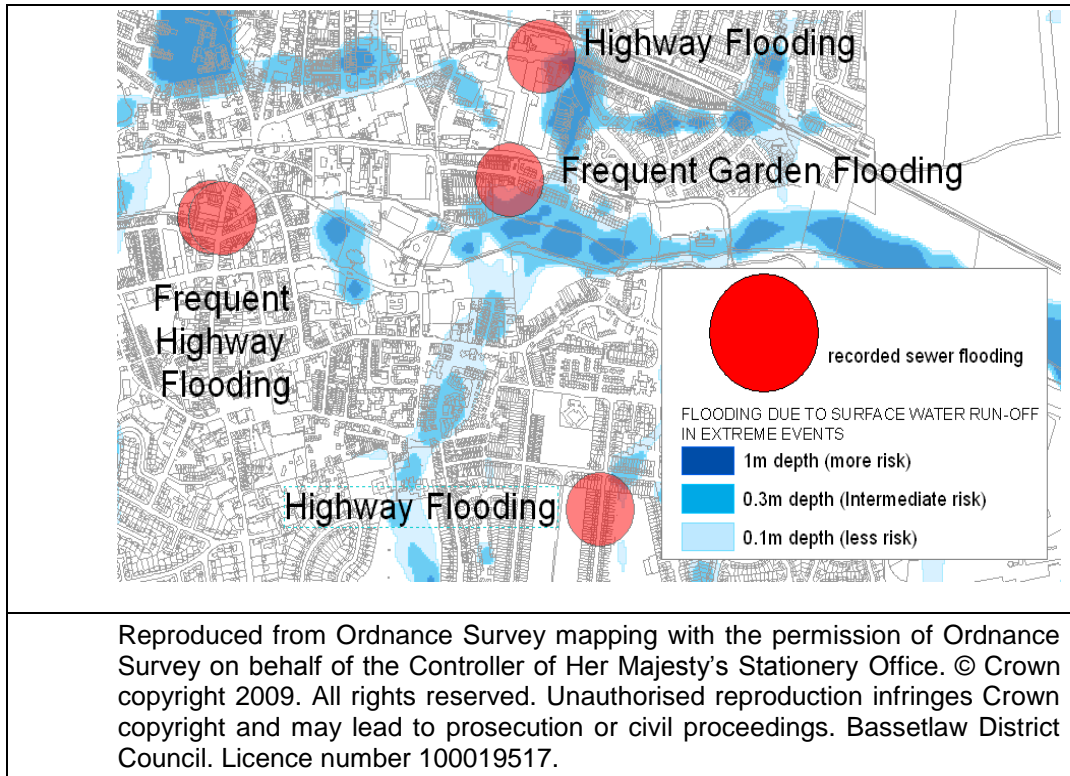 Highway Flooding
Frequent Garden Flooding
Frequent
Highway
Flooding
Highway Flooding
recorded sewer flooding
FLOODING DUE TO SURFACE WATER RUN-OFF
IN EXTREME EVENTS
1m depth (more risk)
0.3m depth (Intermediate risk)
0.1m depth (less risk)
Reproduced from Ordnance Survey mapping with the permission of Ordnance
Survey on behalf of the Controller of Her Majesty's Stationery Office. © Crown
copyright 2009. All rights reserved. Unauthorised reproduction infringes Crown
copyright and may lead to prosecution or civil proceedings. Bassetlaw District
Council. Licence number 100019517.